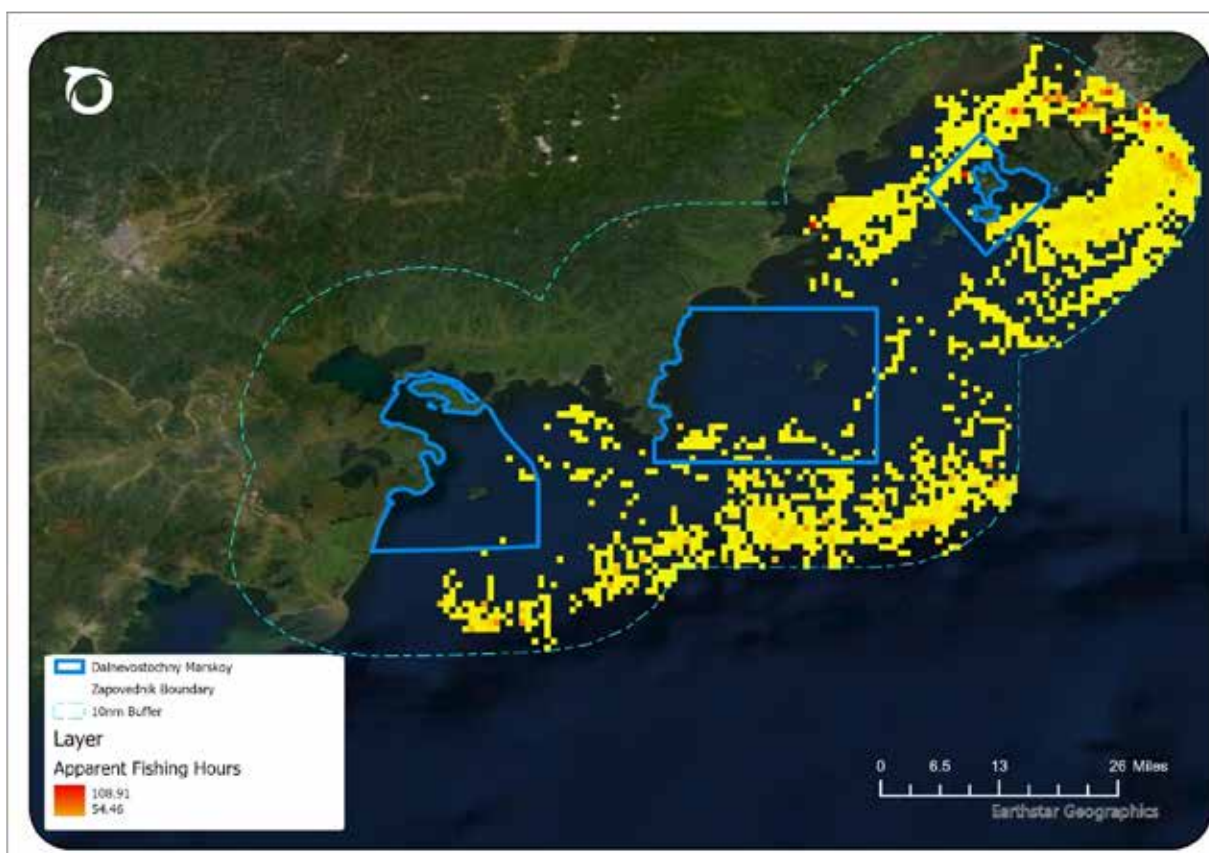 Dalnevostochny Marskoy
Zapovednik Boundary
10nm Buffer
Layer
Apparent Fishing Hours
108.91
54.46
0 6.5 13 26 Miles
Earthstar Geographics